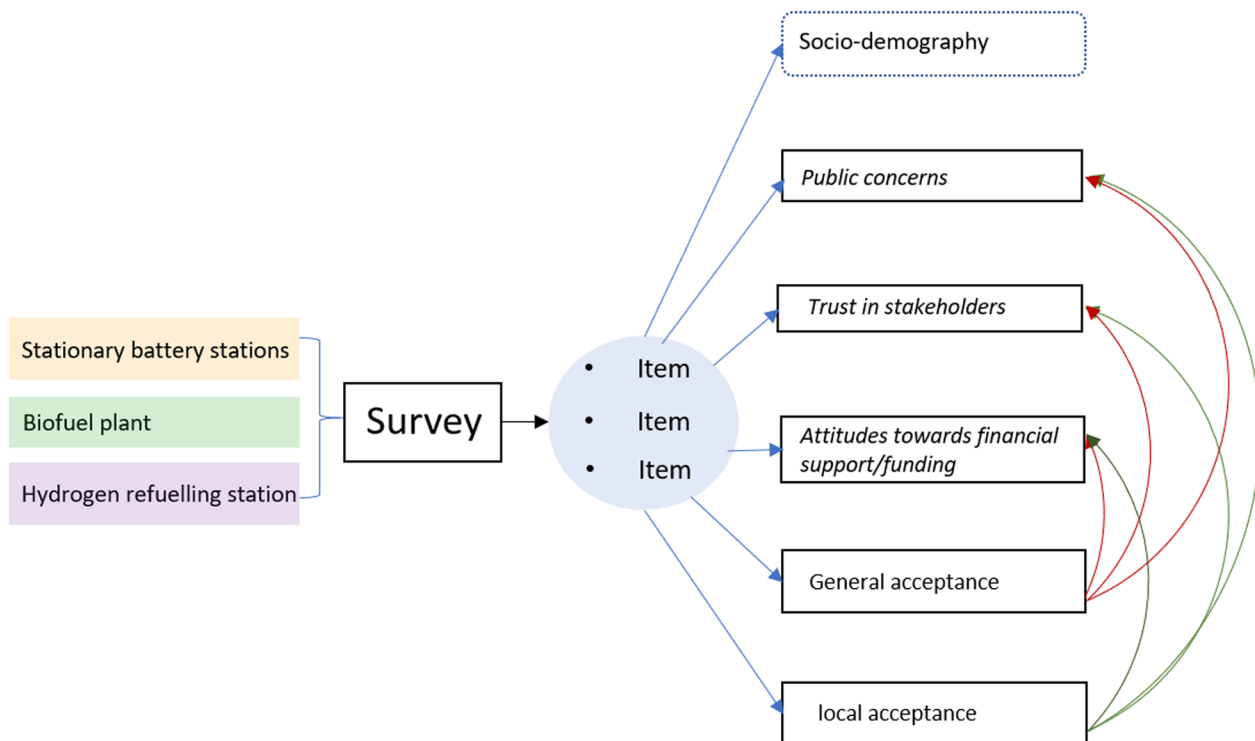 Socio-demography
Public concerns
Trust in stakeholders
Stationary battery stations
Biofuel plant
Hydrogen refuelling station
Survey
• Item
• Item
• Item
Attitudes towards financial
support/funding
General acceptance
local acceptance